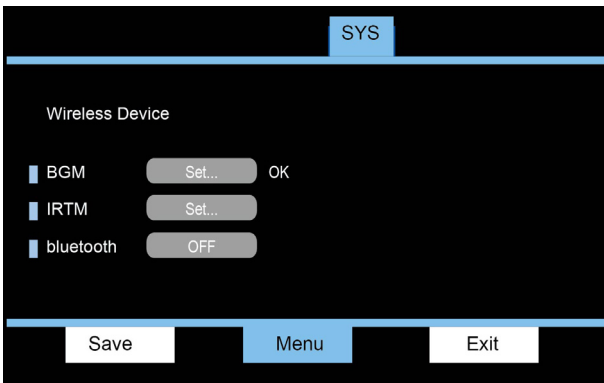 SYS
Wireless Device
BGM Set... OK
IRTM Set...
bluetooth OFF
Save Menu Exit